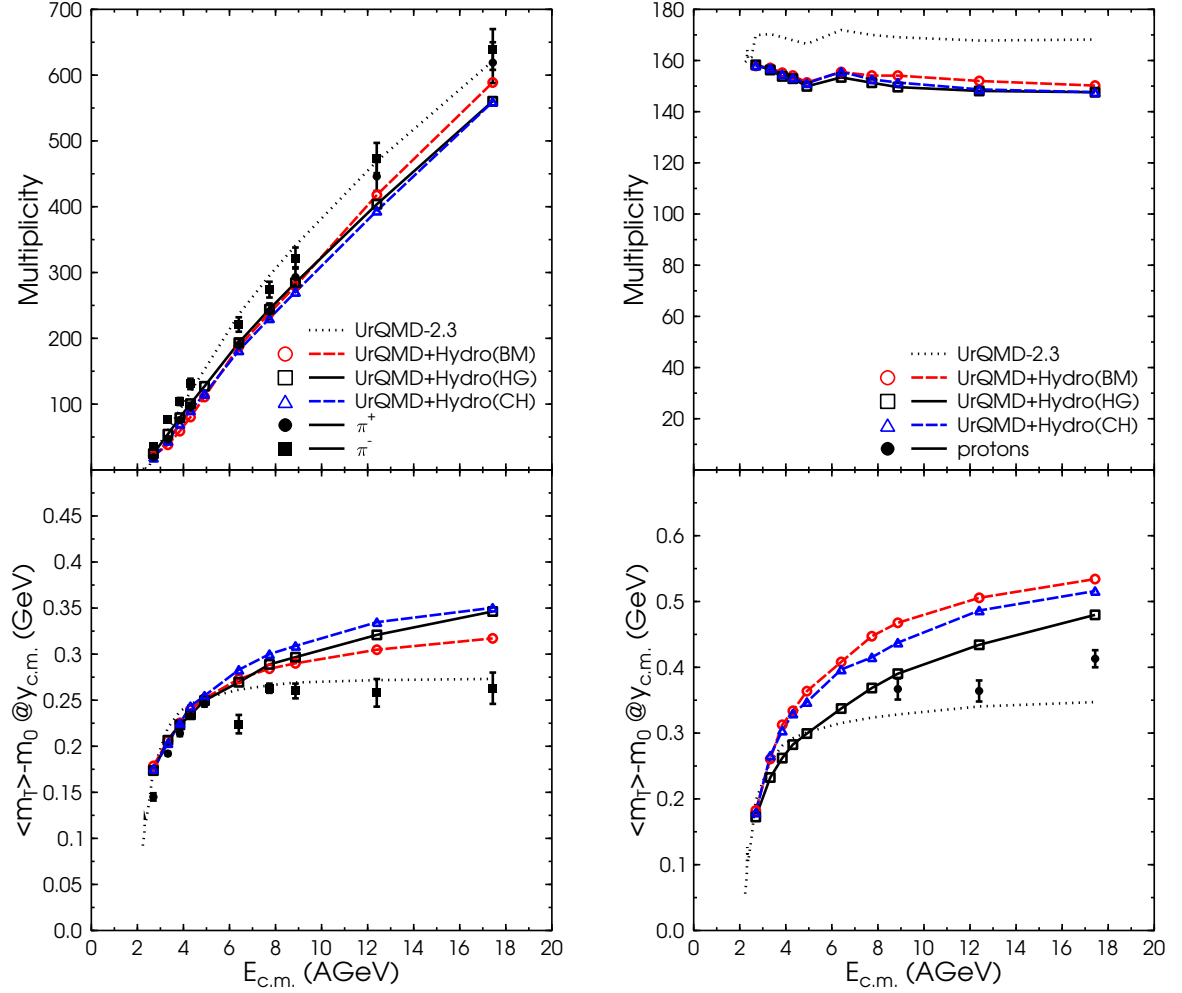 700
600
500
400
300
200
100
Multiplicity
UrQMD-2.3
UrQMD+Hydro(BM)
UrQMD+Hydro(HG)
UrQMD+Hydro(CH)
π+
π-
180
160
140
120
100
80
60
40
20
Multiplicity
UrQMD-2.3
UrQMD+Hydro(BM)
UrQMD+Hydro(HG)
UrQMD+Hydro(CH)
protons
0.45
0.4
0.35
0.3
0.25
0.2
0.15
0.1
0.05
0.0
<mT>-m0 @yc.m. (GeV)
0 2 4 6 8 10 12 14 16 18 20
Ec.m. (AGeV)
0.6
0.5
0.4
0.3
0.2
0.1
0.0
<mT>-m0 @yc.m. (GeV)
0 2 4 6 8 10 12 14 16 18 20
Ec.m. (AGeV)